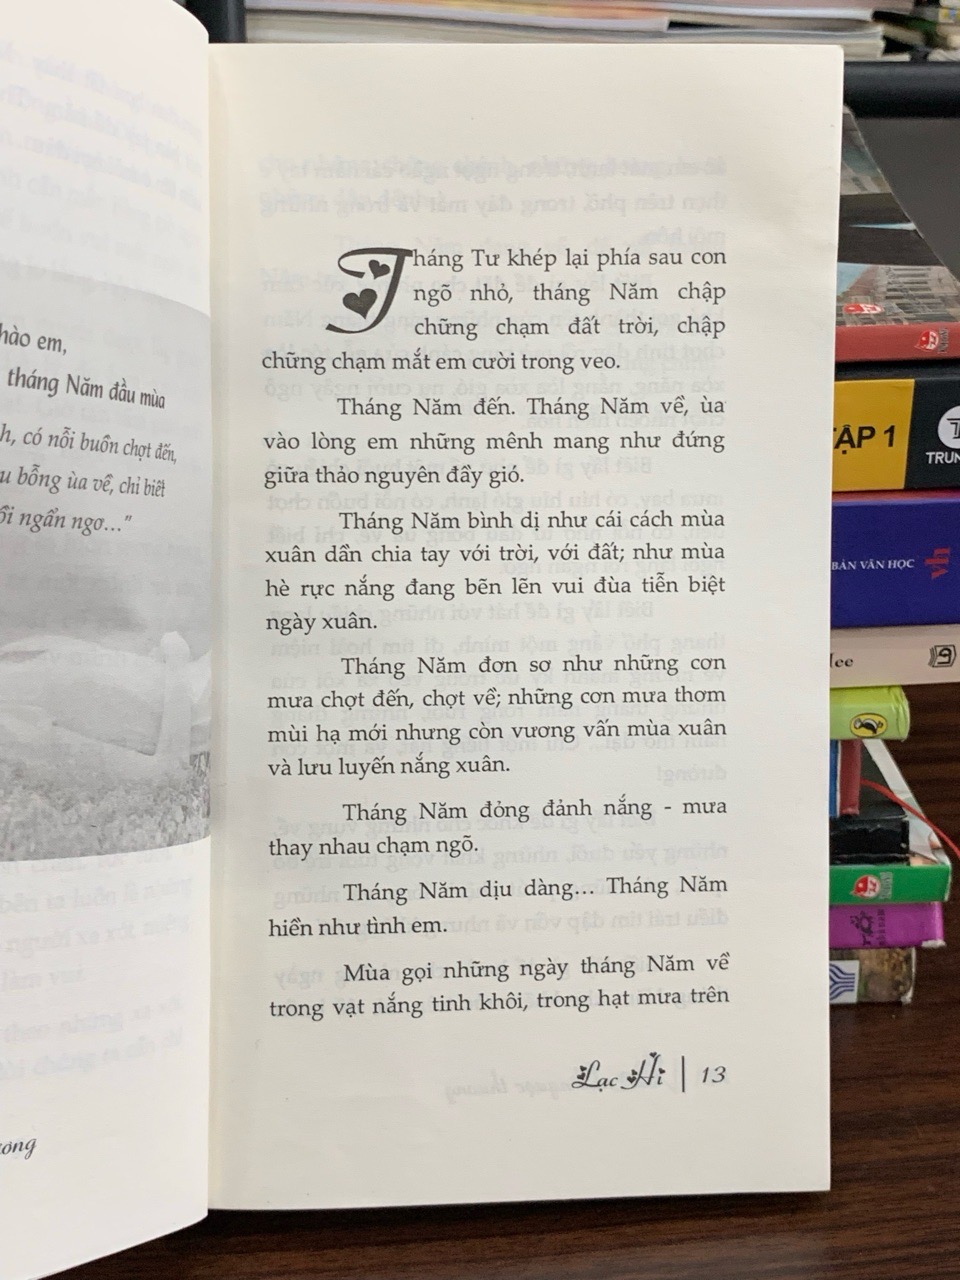 hào em,
tháng Năm đầu mùa
h, có nỗi buồn chợt đến,
u bỗng ùa về, chỉ biết
ồi ngẩn ngơ..."
Tháng Tư khép lại phía sau con
ngõ nhỏ, tháng Năm chập
chững chạm đất trời, chập
chững chạm mắt em cười trong veo.
Tháng Năm đến. Tháng Năm về, ùa
vào lòng em những mênh mang như đứng
giữa thảo nguyên đầy gió.
Tháng Năm bình dị như cái cách mùa
xuân dần chia tay với trời, với đất; như mùa
hè rực nắng đang bẽn lẽn vui đùa tiễn biệt
ngày xuân.
Tháng Năm đơn sơ như những cơn
mưa chợt đến, chợt về; những cơn mưa thơm
mùi hạ mới nhưng còn vương vấn mùa xuân
và lưu luyến nắng xuân.
Tháng Năm đỏng đảnh nắng - mưa
thay nhau chạm ngõ.
Tháng Năm dịu dàng... Tháng Năm
hiền như tình em.
Mùa gọi những ngày tháng Năm về
trong vạt nắng tinh khôi, trong hạt mưa trên
Lạc Hi | 13
TẬP 1
TRUN
BẢN VĂN HỌC
vh
Hee